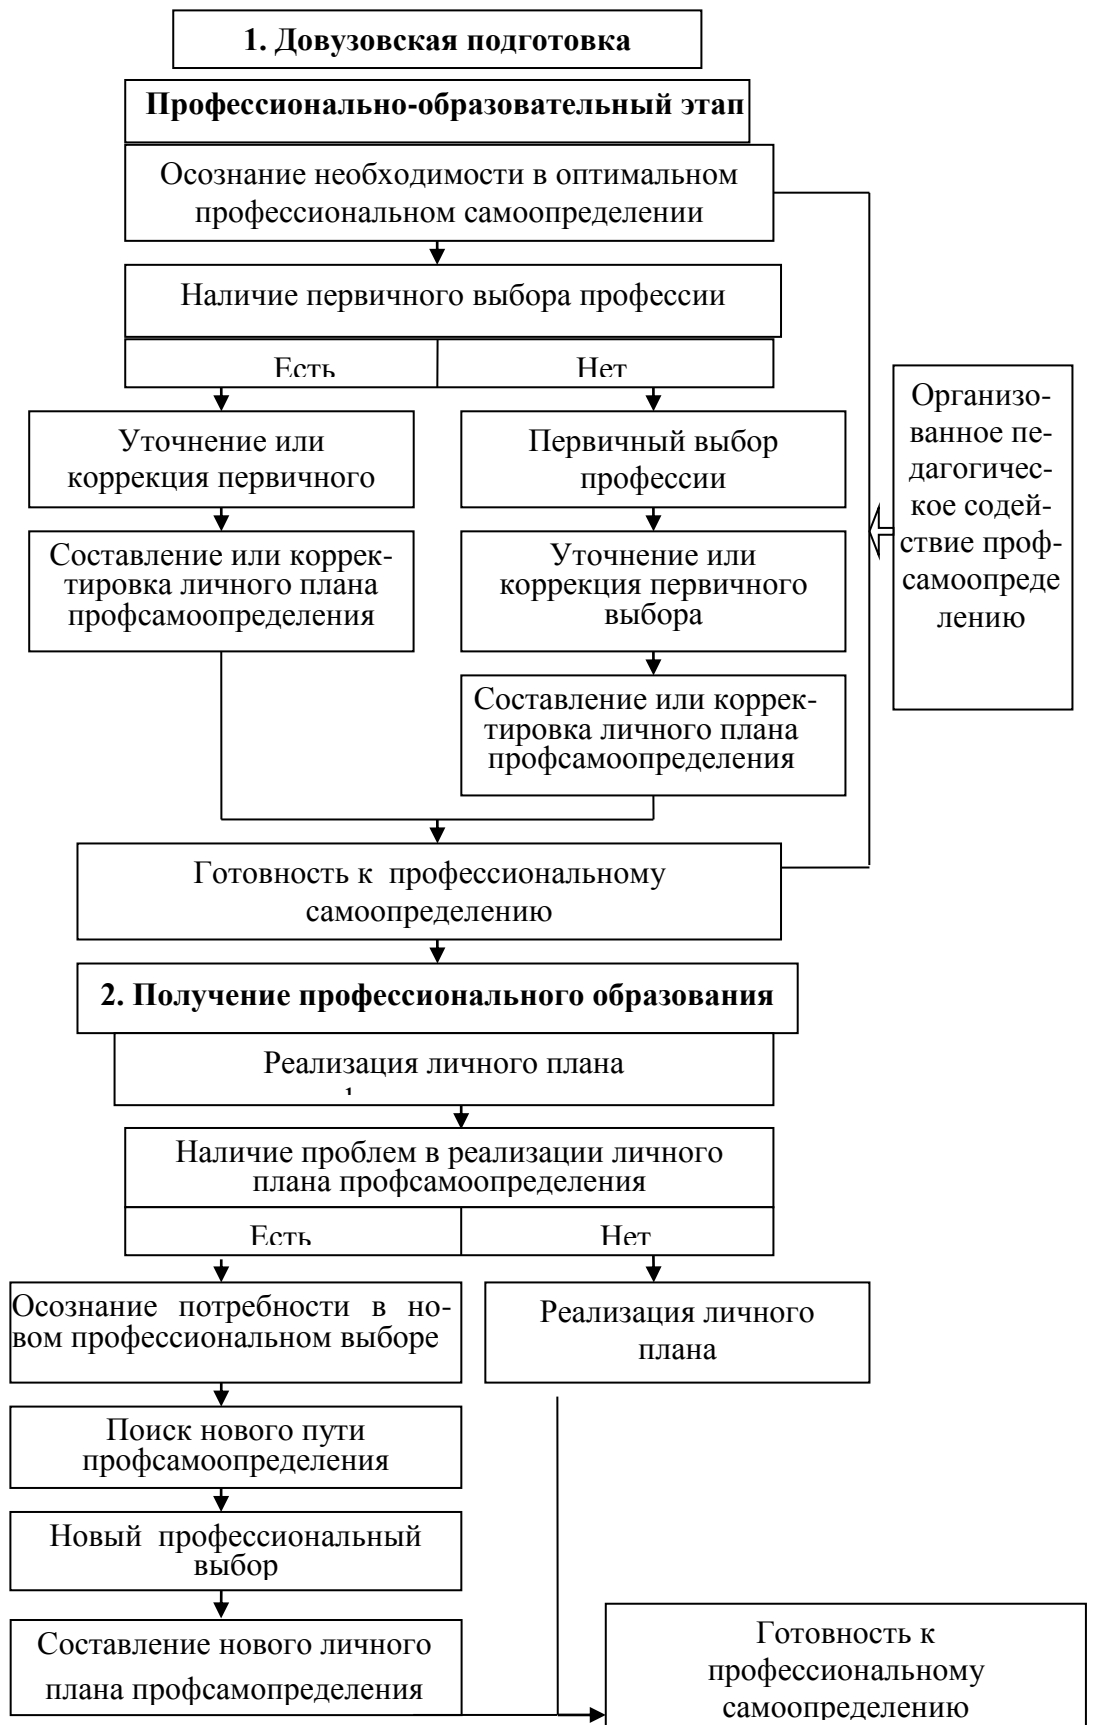 1. Довузовская подготовка
Профессионально-образовательный этап
Осознание необходимости в оптимальном
профессиональном самоопределении
Наличие первичного выбора профессии
Есть
Нет
Уточнение или
коррекция первичного
Первичный выбор
профессии
Составление или коррек-
тировка личного плана
профсамоопределения
Уточнение или
коррекция первичного
выбора
Составление или коррек-
тировка личного плана
профсамоопределения
Организо-
ванное пе-
дагогичес-
кое содей-
ствие проф-
самоопреде
лению
Готовность к профессиональному
самоопределению
2. Получение профессионального образования
Реализация личного плана
Наличие проблем в реализации личного
плана профсамоопределения
Есть
Нет
Осознание потребности в но-
вом профессиональном выборе
Реализация личного
плана
Поиск нового пути
профсамоопределения
Новый профессиональный
выбор
Составление нового личного
плана профсамопределения
Готовность к
профессиональному
самоопределению